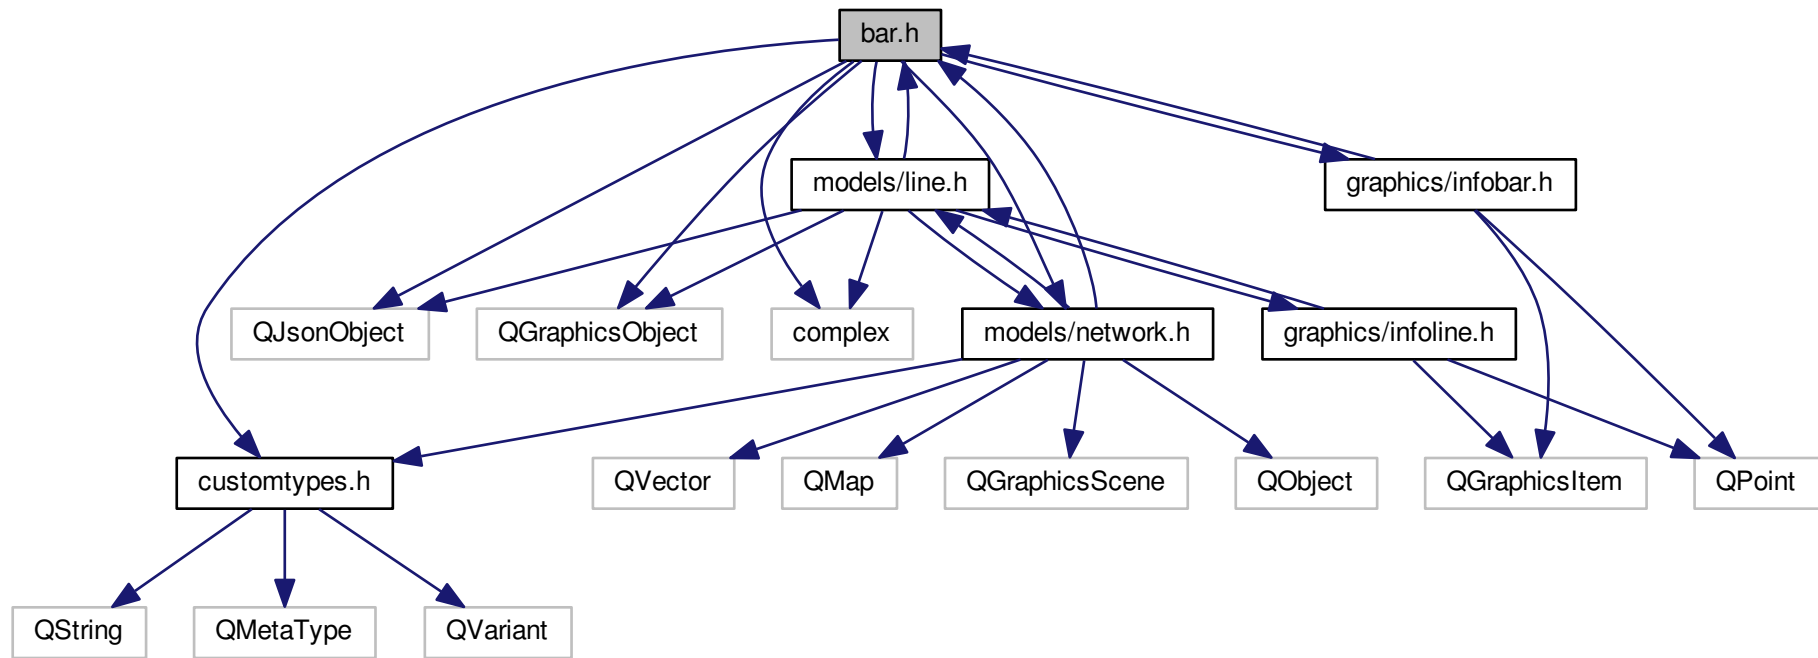 bar.h
models/line.h
graphics/infobar.h
QJsonObject
QGraphicsObject
complex
models/network.h
graphics/infoline.h
customtypes.h
QVector
QMap
QGraphicsScene
QObject
QGraphicsItem
QPoint
QString
QMetaType
QVariant